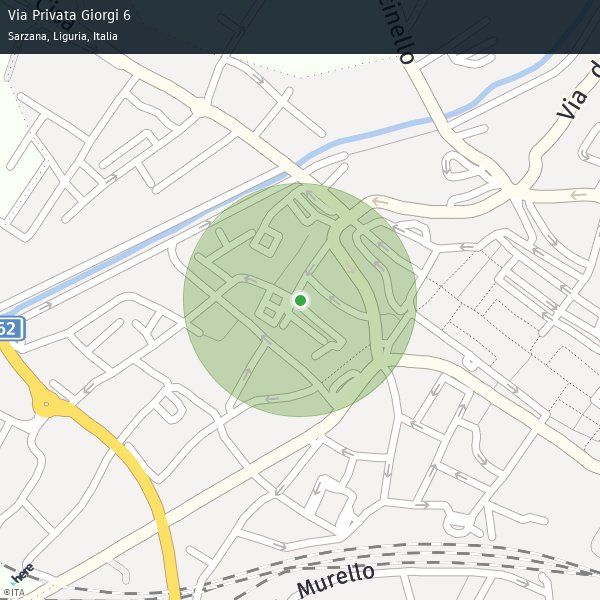 Via Privata Giorgi 6
Sarzana, Liguria, Italia
cinello
Via d
62
here
©ITA
Murello